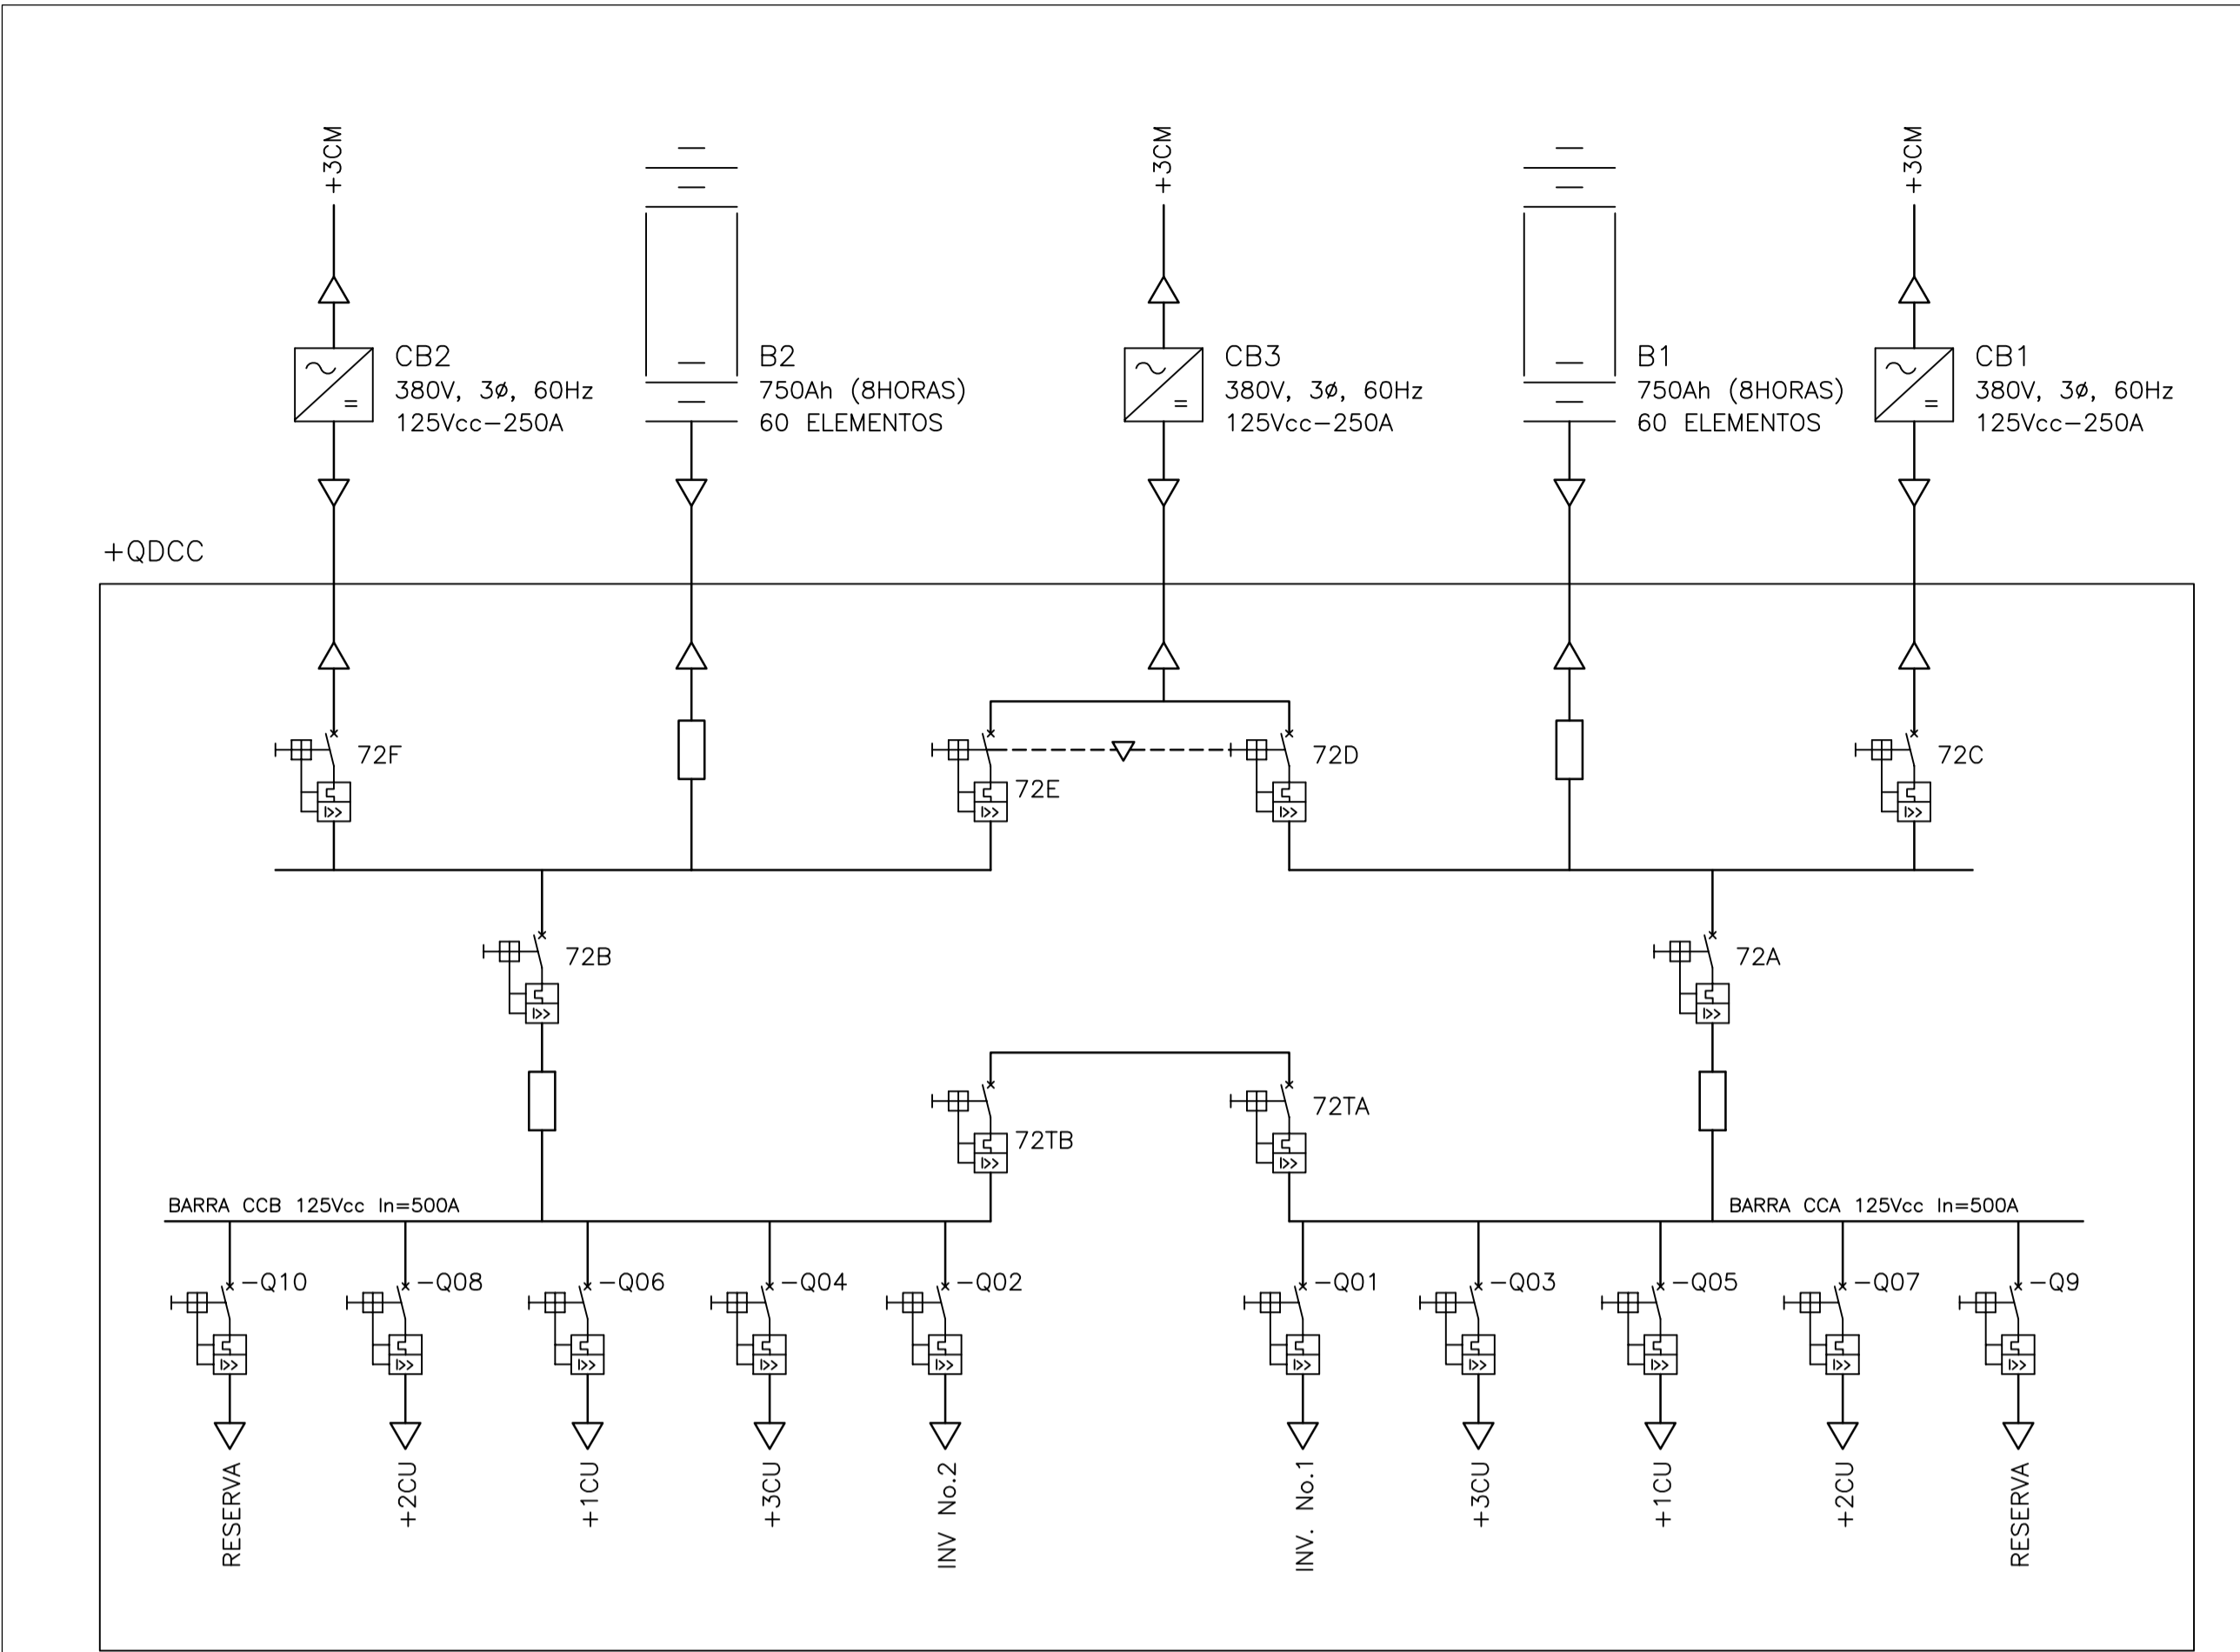 +3CM
+3CM
+3CM
CB2
380V, 3ø, 60Hz
125Vcc-250A
B2
750Ah (8HORAS)
60 ELEMENTOS
CB3
380V, 3ø, 60Hz
125Vcc-250A
B1
750Ah (8HORAS)
60 ELEMENTOS
CB1
380V, 3ø, 60Hz
125Vcc-250A
+QDCC
72F
72E
72D
72C
I>>
I>>
I>>
I>>
72B
72A
I>>
I>>
72TB
72TA
I>>
I>>
BARRA CCB 125Vcc In=500A
BARRA CCA 125Vcc In=500A
-Q10
-Q08
-Q06
-Q04
-Q02
-Q01
-Q03
-Q05
-Q07
-Q9
I>>
I>>
I>>
I>>
I>>
I>>
I>>
I>>
I>>
I>>
RESERVA
+2CU
+1CU
+3CU
INV No.2
INV. No.1
+3CU
+1CU
+2CU
RESERVA